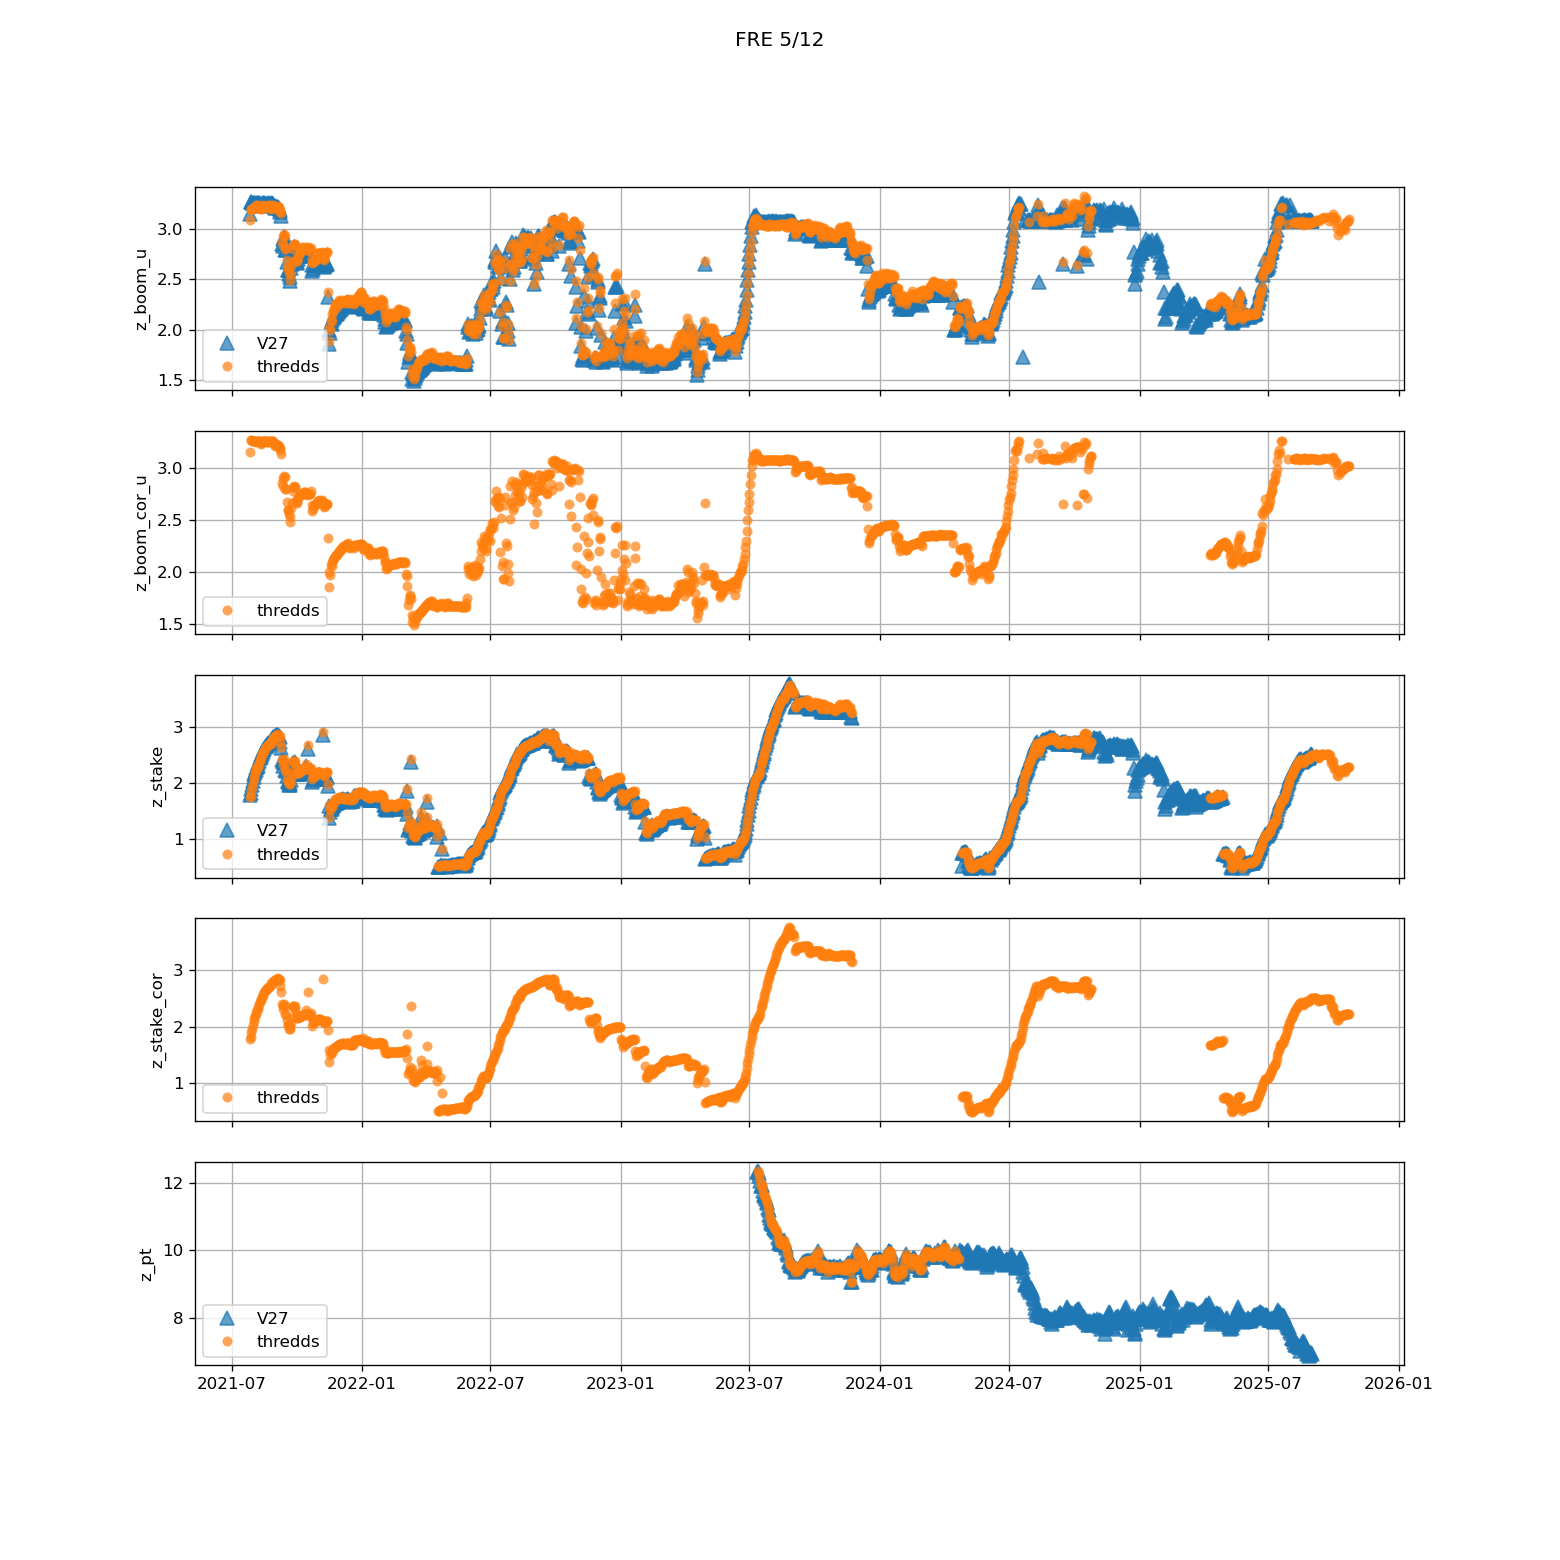 FRE 5/12
z_boom_u
3.0
2.5
2.0
1.5
V27
thredds
z_boom_cor_u
3.0
2.5
2.0
1.5
thredds
z_stake
3
2
1
V27
thredds
z_stake_cor
3
2
1
thredds
z_pt
12
10
8
V27
thredds
2021-07 2022-01 2022-07 2023-01 2023-07 2024-01 2024-07 2025-01 2025-07 2026-01